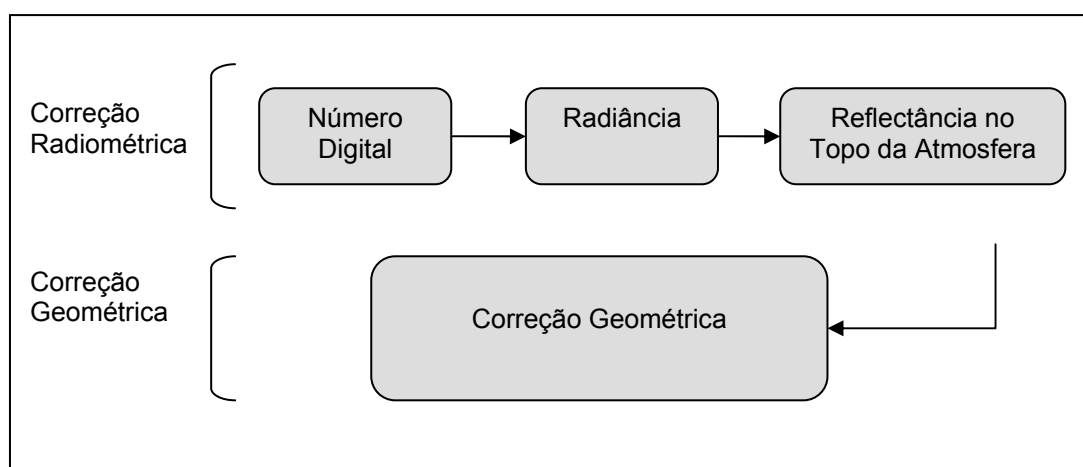 Correção
Radiométrica
Número
Digital
Radiância
Reflectância no
Topo da Atmosfera
Correção
Geométrica
Correção Geométrica